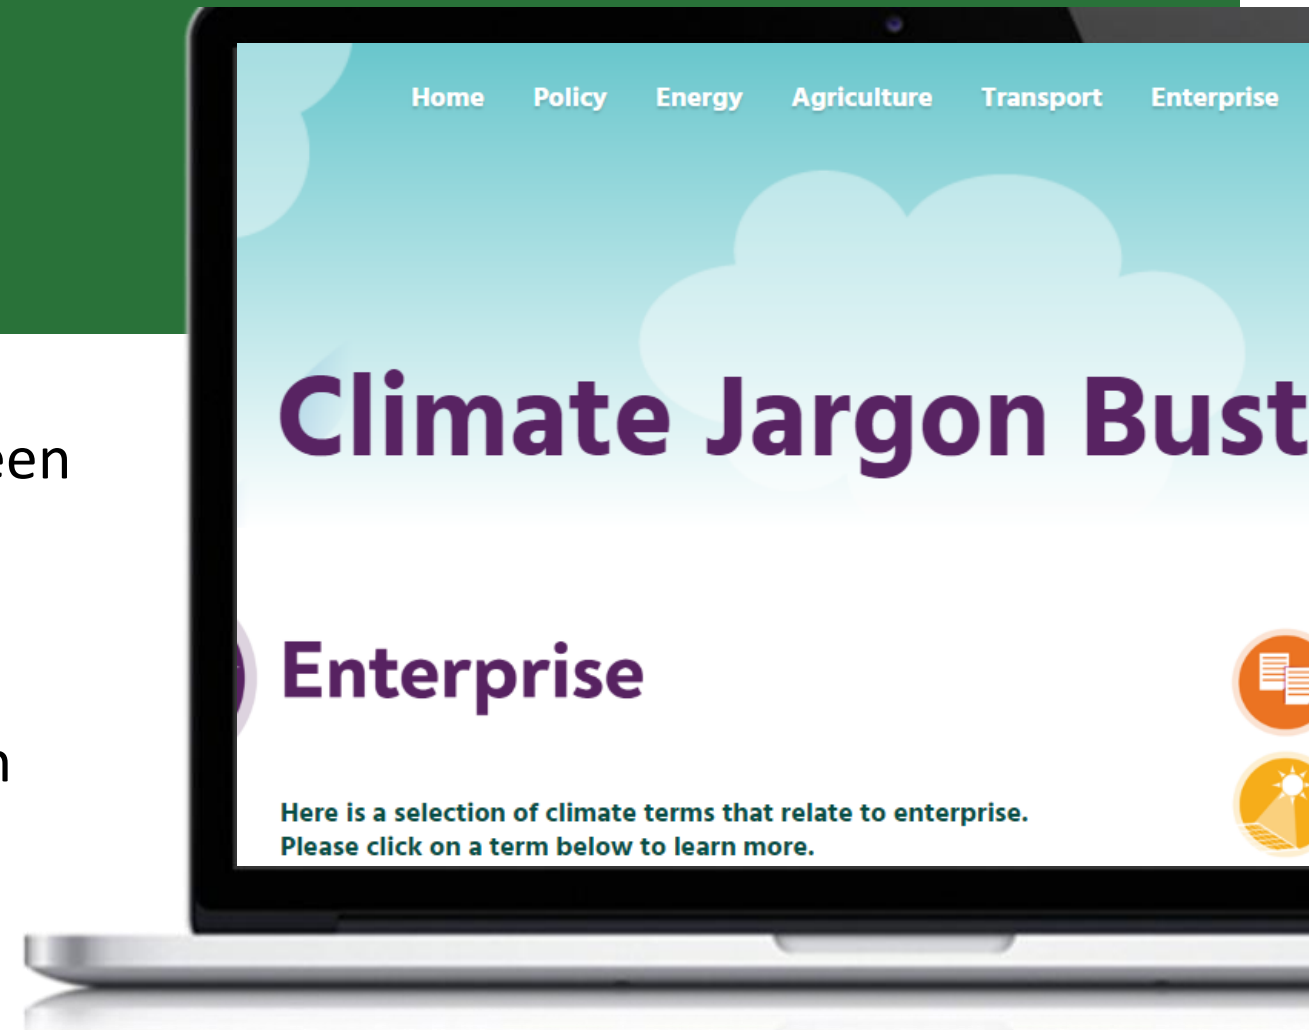 Home Policy Energy Agriculture Transport Enterprise
Climate Jargon Bust
een
Enterprise
n
Here is a selection of climate terms that relate to enterprise.
Please click on a term below to learn more.